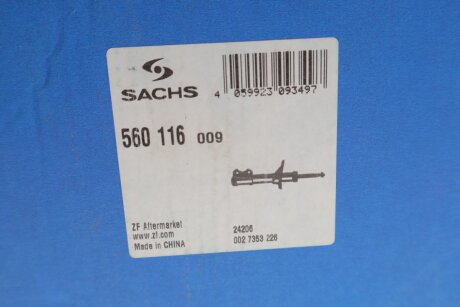 SACHS
4 059923 093497
560 116 009
ZF Aftermarket
www.zf.com
Made in CHINA
24206
002 7353 226